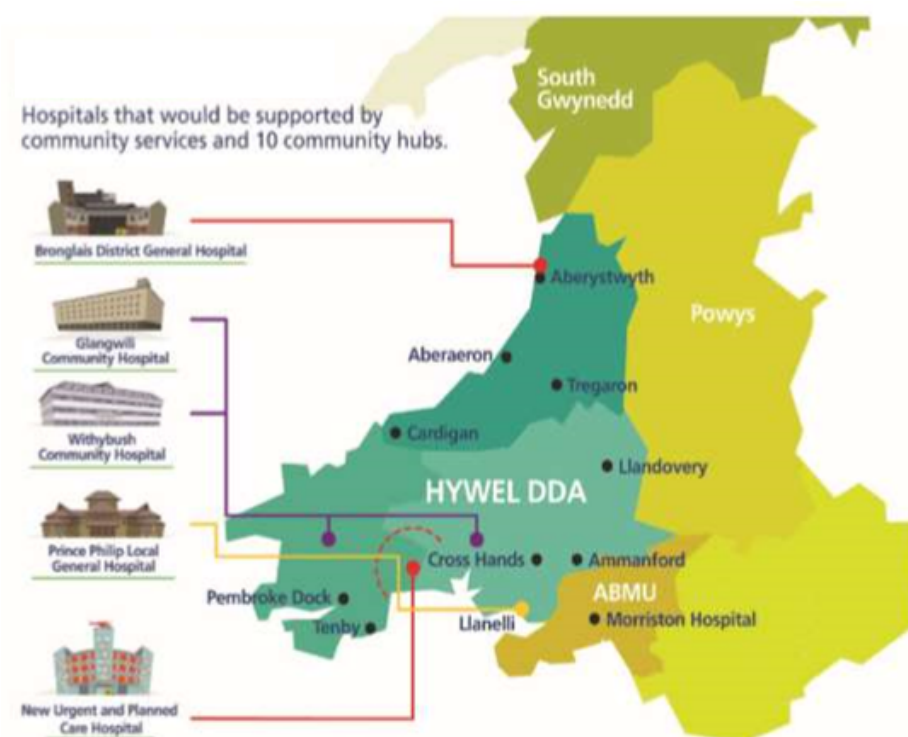 Hospitals that would be supported by
community services and 10 community hubs.
Bronglais District General Hospital
Glangwili
Community Hospital
Withybush
Community Hospital
Prince Philip Local
General Hospital
New Urgent and Planned
Care Hospital
South
Gwynedd
Aberystwyth
Powys
Aberaeron
Tregaron
Cardigan
Llandovery
HYWEL DDA
Cross Hands
Ammanford
ABMU
Pembroke Dock
Llanelli
Morriston Hospital
Tenby